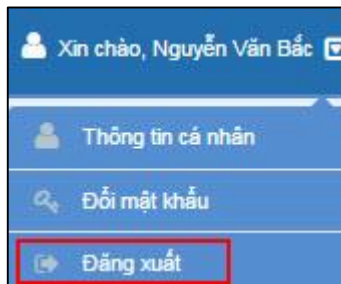 Xin chào, Nguyễn Văn Bắc
Thông tin cá nhân
Đổi mật khẩu
Đăng xuất